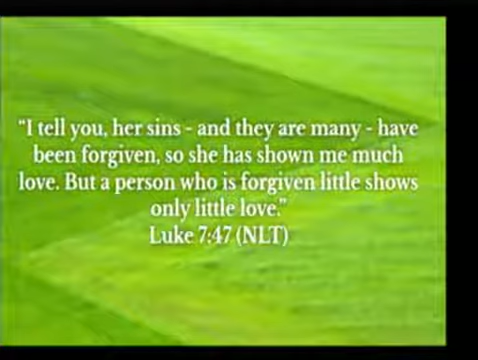 “I tell you, her sins - and they are many - have
been forgiven, so she has shown me much
love. But a person who is forgiven little shows
only little love.”
Luke 7:47 (NLT)